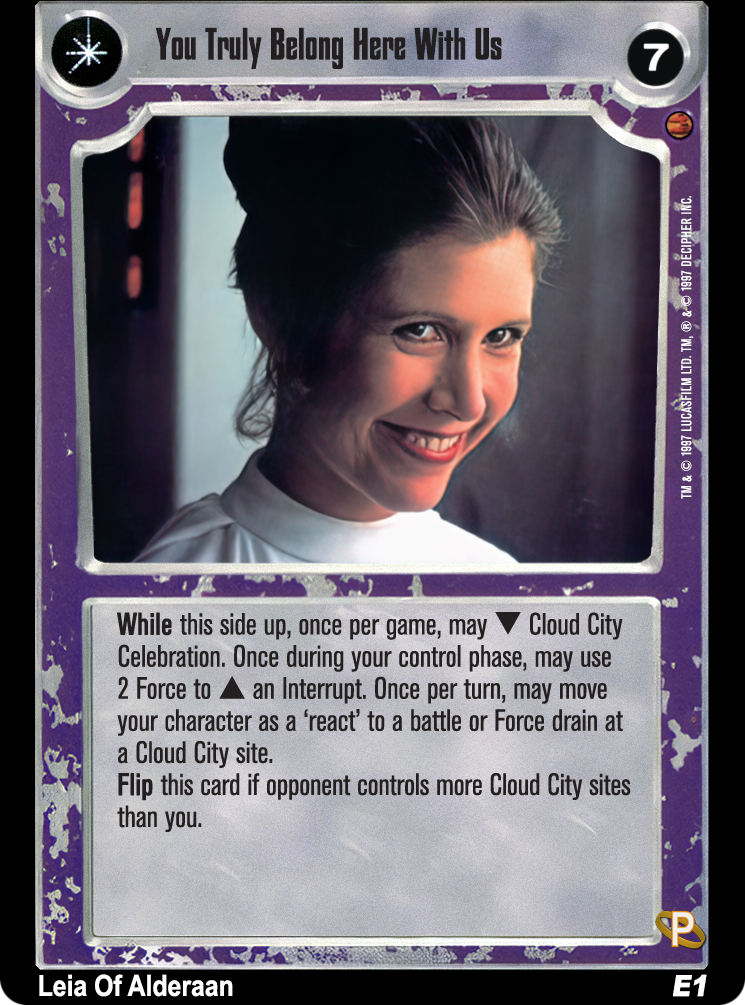 You Truly Belong Here With Us
7
TM & © 1997 LUCASFILM LTD. TM, ® & © 1997 DECIPHER INC.
While this side up, once per game, may ▼ Cloud City
Celebration. Once during your control phase, may use
2 Force to ▲ an Interrupt. Once per turn, may move
your character as a ‘react’ to a battle or Force drain at
a Cloud City site.
Flip this card if opponent controls more Cloud City sites
than you.
P
Leia Of Alderaan
E1